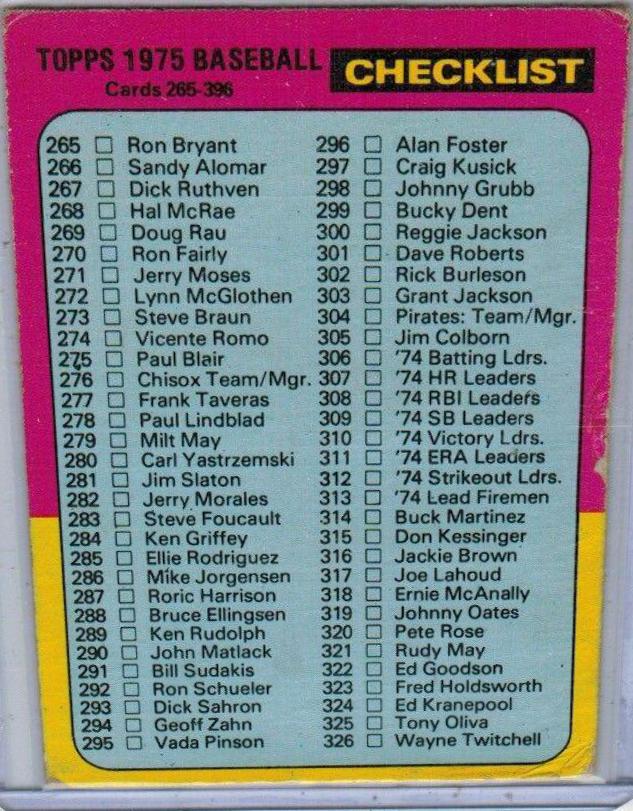 TOPPS 1975 BASEBALL CHECKLIST
Cards 265-396
265 Ron Bryant
266 Sandy Alomar
267 Dick Ruthven
268 Hal McRae
269 Doug Rau
270 Ron Fairly
271 Jerry Moses
272 Lynn McGlothen
273 Steve Braun
274 Vicente Romo
275 Paul Blair
276 Chisox Team/Mgr.
277 Frank Taveras
278 Paul Lindblad
279 Milt May
280 Carl Yastrzemski
281 Jim Slaton
282 Jerry Morales
283 Steve Foucault
284 Ken Griffey
285 Ellie Rodriguez
286 Mike Jorgensen
287 Roric Harrison
288 Bruce Ellingsen
289 Ken Rudolph
290 John Matlack
291 Bill Sudakis
292 Ron Schueler
293 Dick Sahron
294 Geoff Zahn
295 Vada Pinson
296 Alan Foster
297 Craig Kusick
298 Johnny Grubb
299 Bucky Dent
300 Reggie Jackson
301 Dave Roberts
302 Rick Burleson
303 Grant Jackson
304 Pirates: Team/Mgr.
305 Jim Colborn
306 '74 Batting Ldrs.
307 '74 HR Leaders
308 '74 RBI Leaders
309 '74 SB Leaders
310 '74 Victory Ldrs.
311 '74 ERA Leaders
312 '74 Strikeout Ldrs.
313 '74 Lead Firemen
314 Buck Martinez
315 Don Kessinger
316 Jackie Brown
317 Joe Lahoud
318 Ernie McAnally
319 Johnny Oates
320 Pete Rose
321 Rudy May
322 Ed Goodson
323 Fred Holdsworth
324 Ed Kranepool
325 Tony Oliva
326 Wayne Twitchell